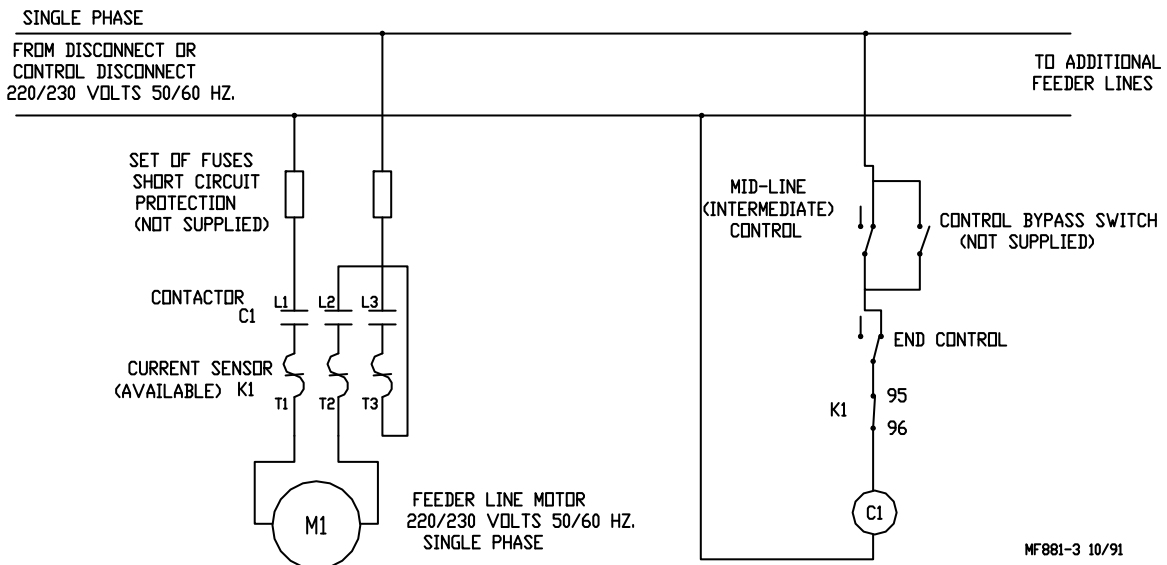 SINGLE PHASE
FROM DISCONNECT OR
CONTROL DISCONNECT
220/230 VOLTS 50/60 HZ.
TO ADDITIONAL
FEEDER LINES
SET OF FUSES
SHORT CIRCUIT
PROTECTION
(NOT SUPPLIED)
MID-LINE
(INTERMEDIATE)
CONTROL
CONTROL BYPASS SWITCH
(NOT SUPPLIED)
CONTACTOR
C1
L1
L2
L3
END CONTROL
CURRENT SENSOR
(AVAILABLE) K1
T1
T2
T3
K1
95
96
M1
FEEDER LINE MOTOR
220/230 VOLTS 50/60 HZ.
SINGLE PHASE
C1
MF881-3 10/91